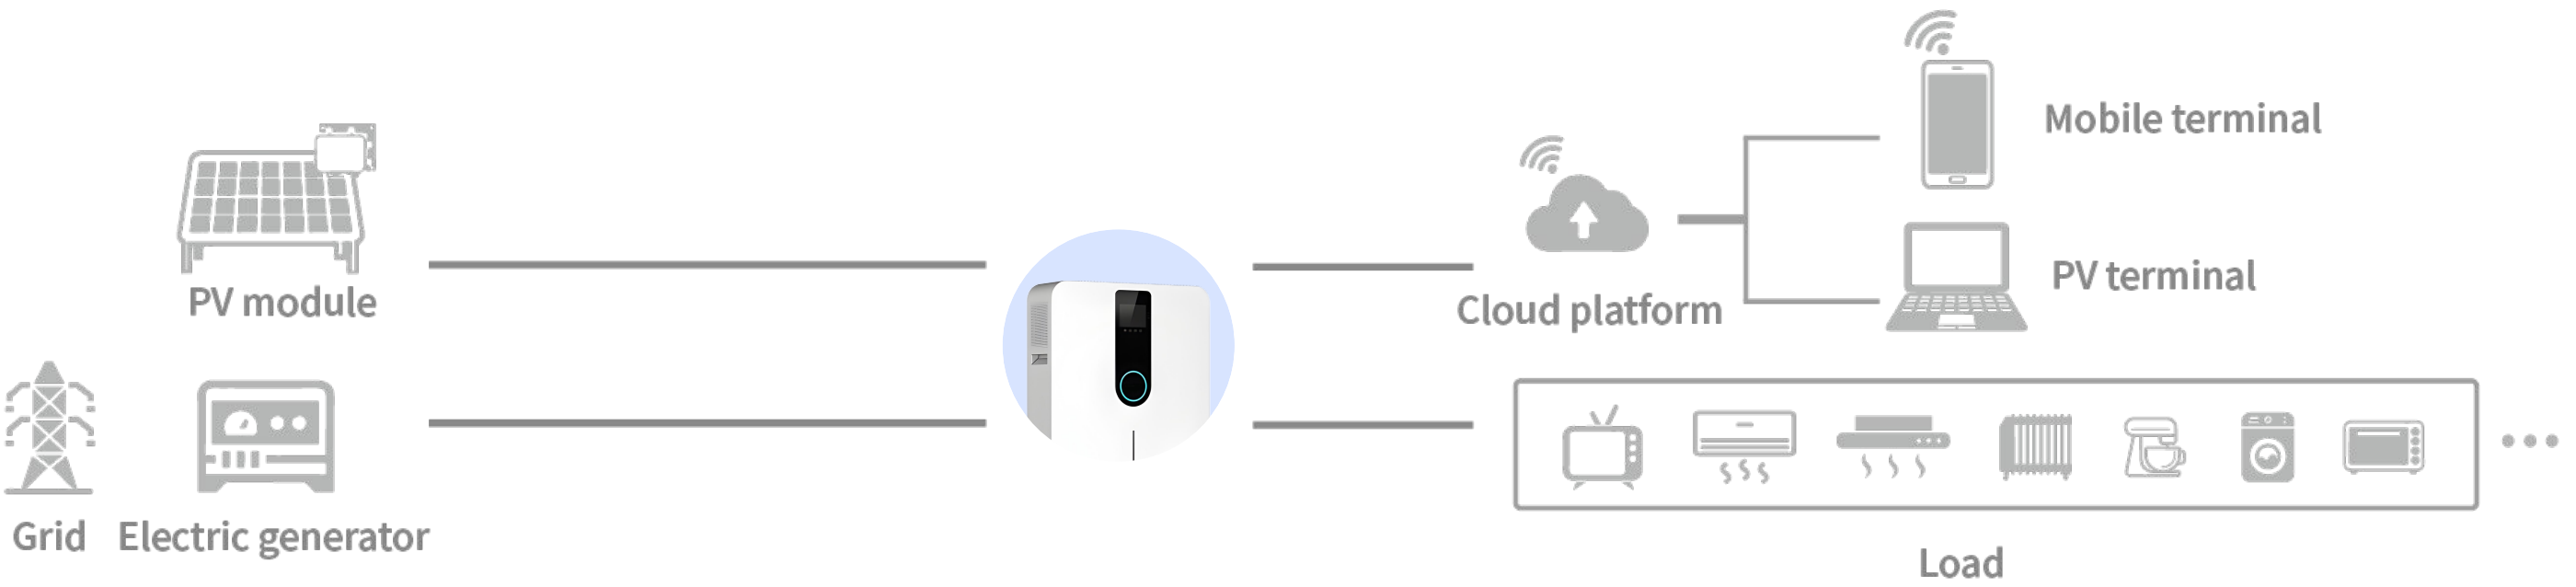 Mobile terminal
PV terminal
PV module
Cloud platform
Grid
Electric generator
Load